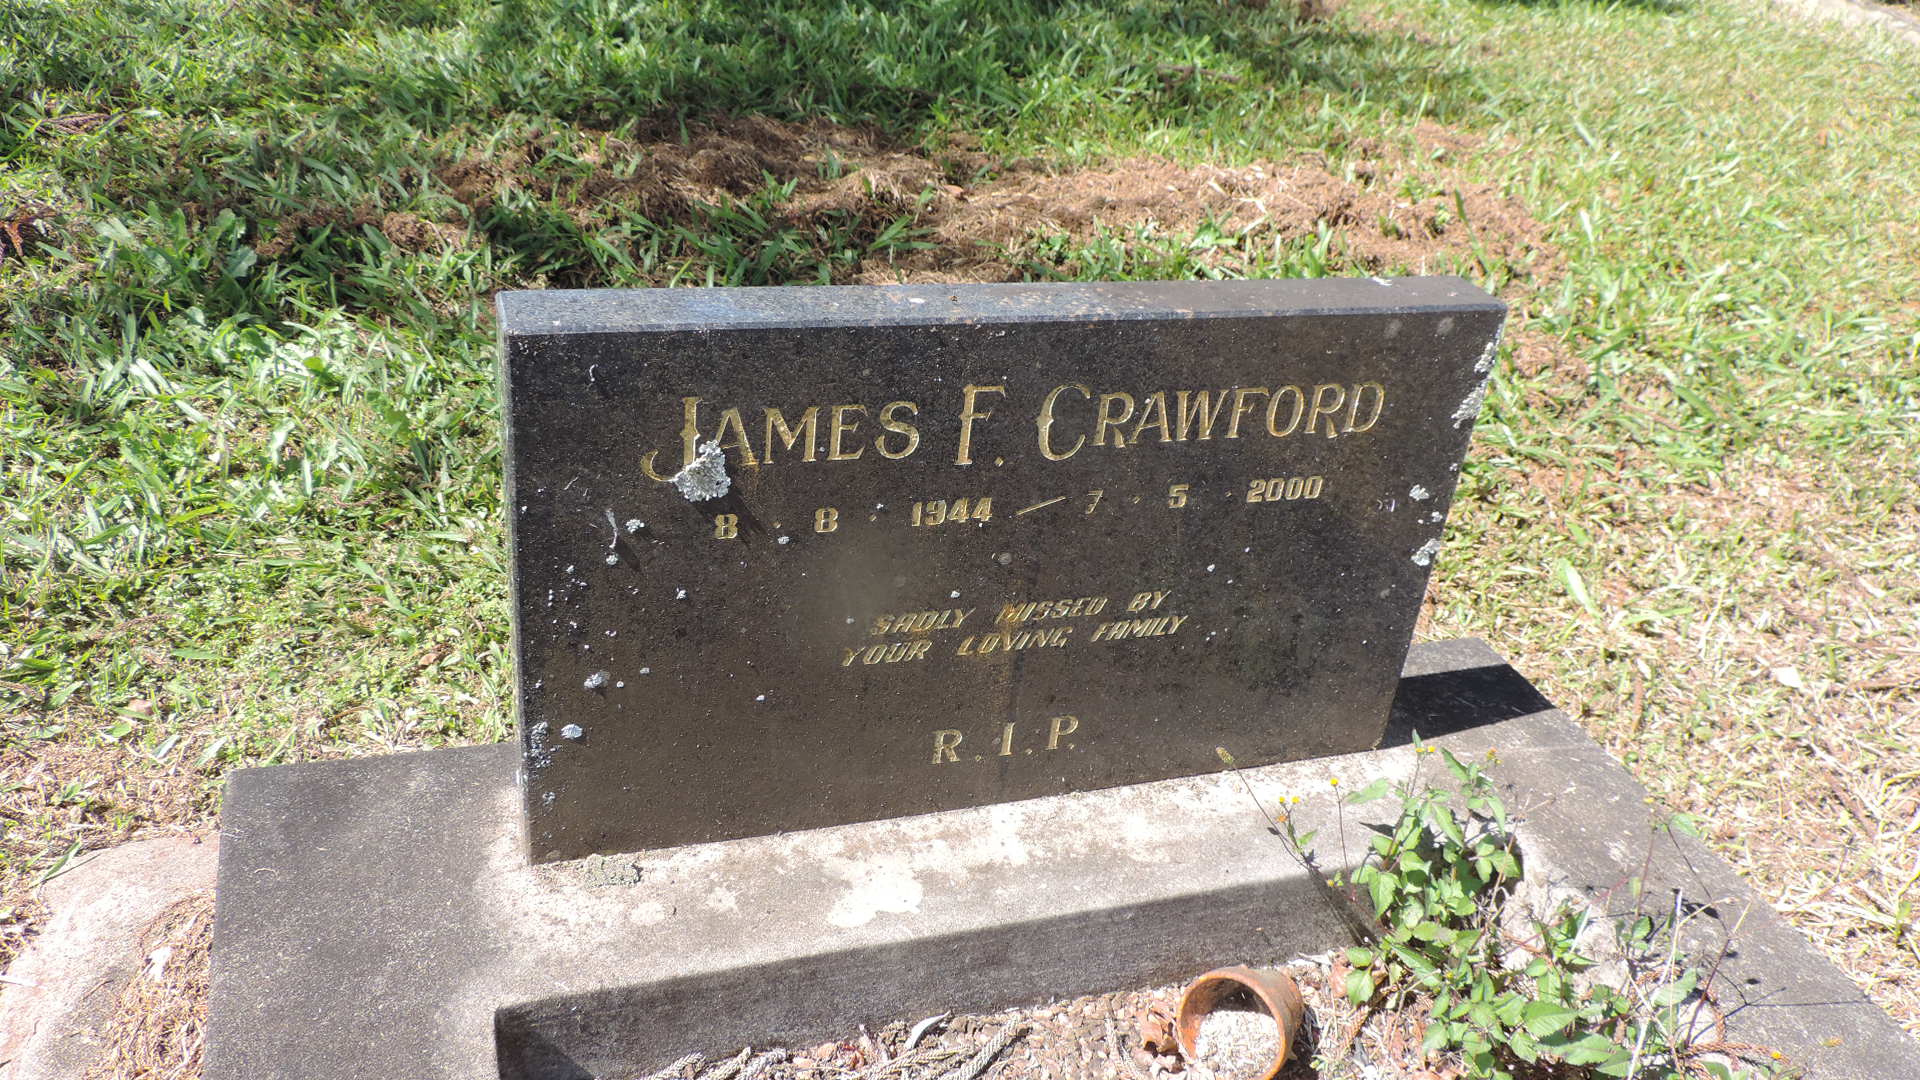 JAMES F. CRAWFORD
8 · 8 · 1944 — 7 · 5 · 2000
SADLY MISSED BY
YOUR LOVING FAMILY
R.I.P.